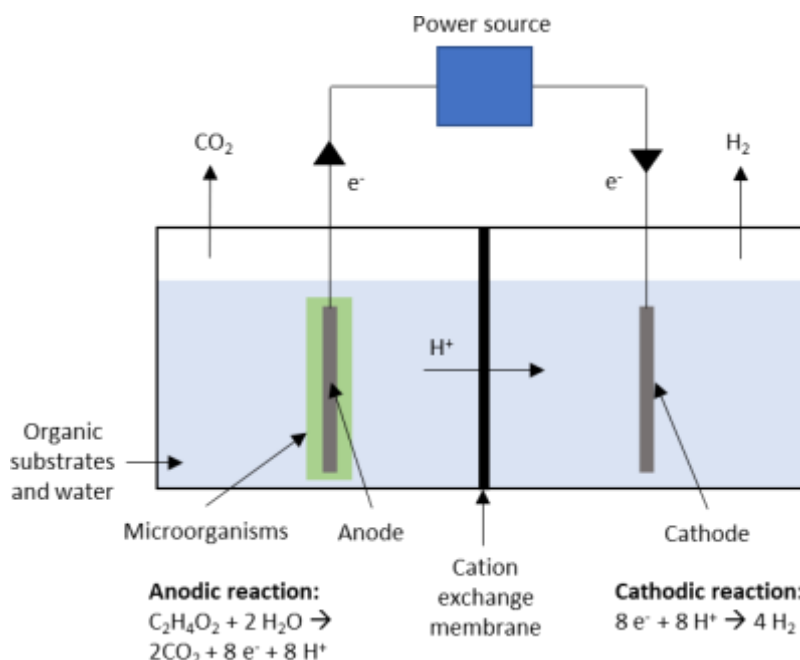 Power source
CO₂
H₂
e⁻
e⁻
H⁺
Organic
substrates
and water
Microorganisms
Anode
Cation
exchange
membrane
Cathode
Anodic reaction:
C₂H₄O₂ + 2 H₂O →
2CO₂ + 8 e⁻ + 8 H⁺
Cathodic reaction:
8 e⁻ + 8 H⁺ → 4 H₂